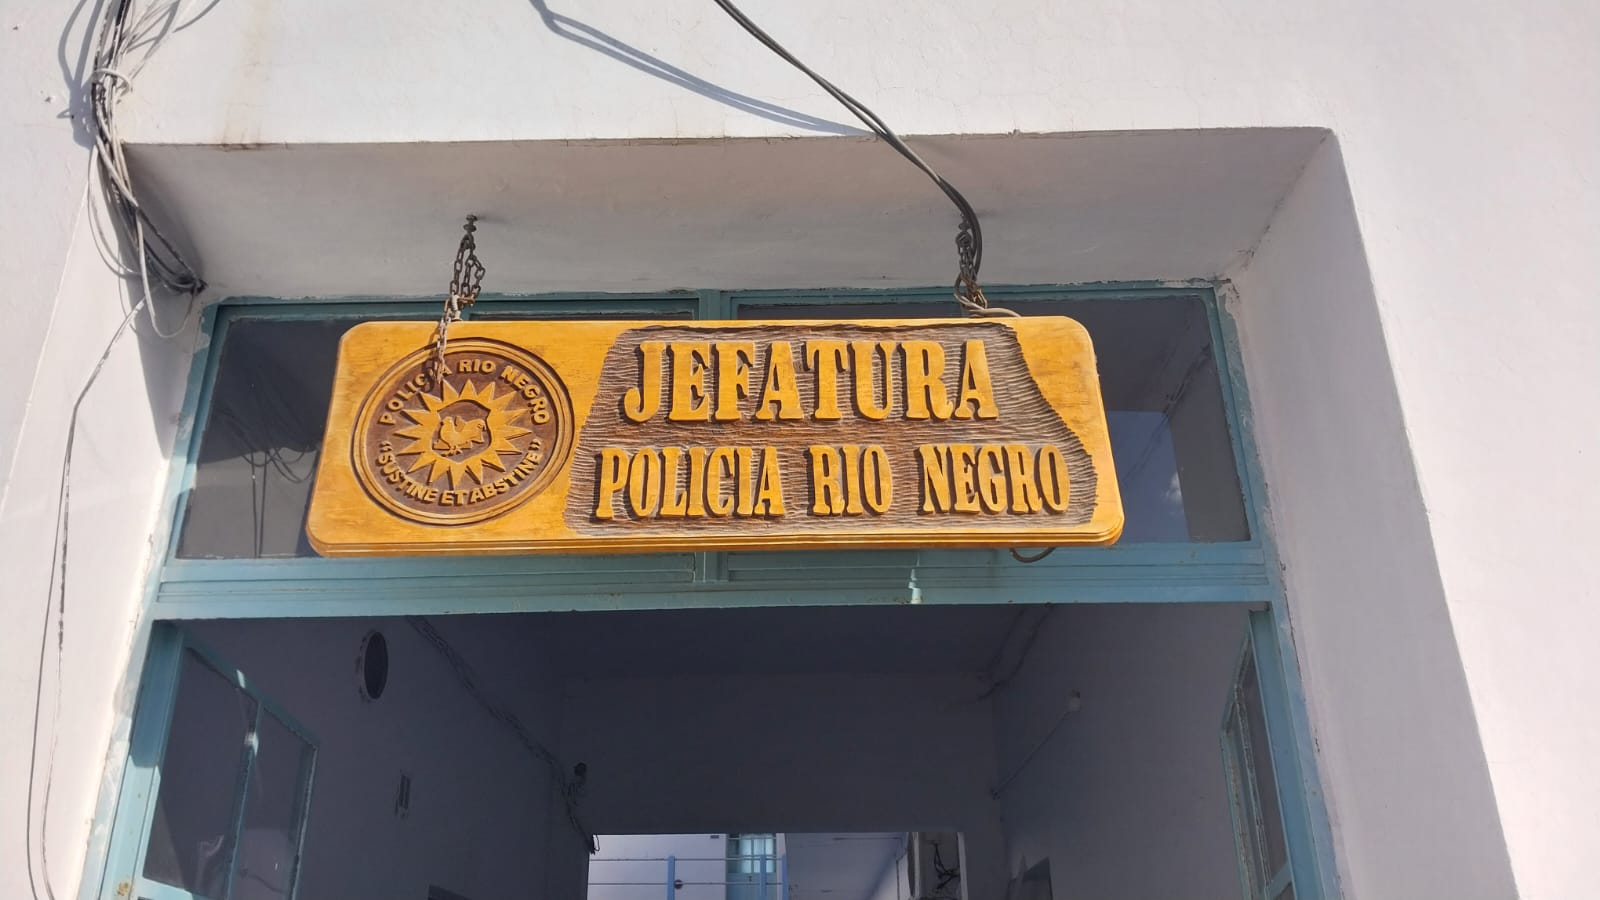 POLICIA RIO NEGRO
"SUSTINE ET ABSTINE"
JEFATURA
POLICIA RIO NEGRO